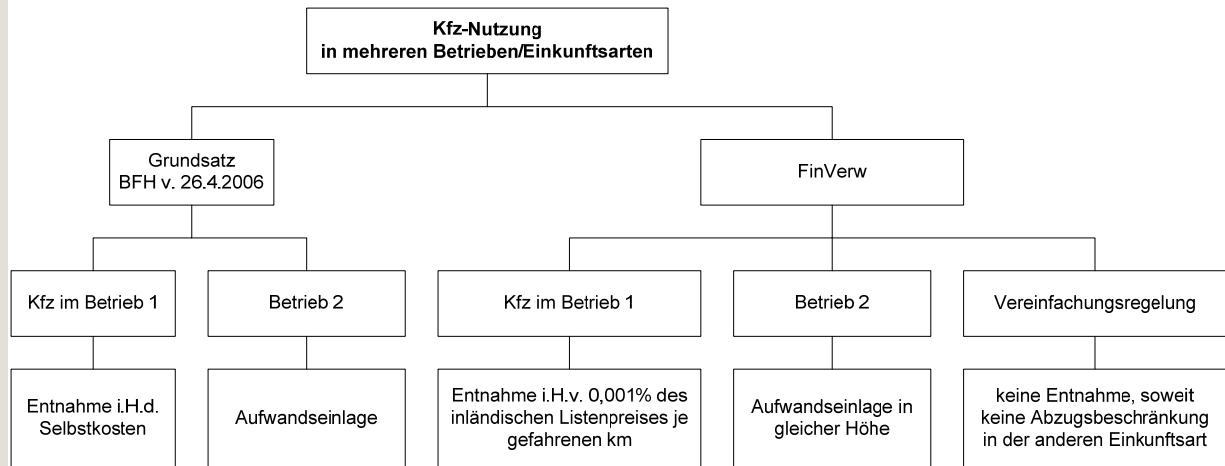 Kfz-Nutzung
in mehreren Betrieben/Einkunftsarten
Grundsatz
BFH v. 26.4.2006
FinVerw
Kfz im Betrieb 1
Betrieb 2
Kfz im Betrieb 1
Betrieb 2
Vereinfachungsregelung
Entnahme i.H.d.
Selbstkosten
Aufwandseinlage
Entnahme i.H.v. 0,001% des
inländischen Listenpreises je
gefahrenen km
Aufwandseinlage in
gleicher Höhe
keine Entnahme, soweit
keine Abzugsbeschränkung
in der anderen Einkunftsart